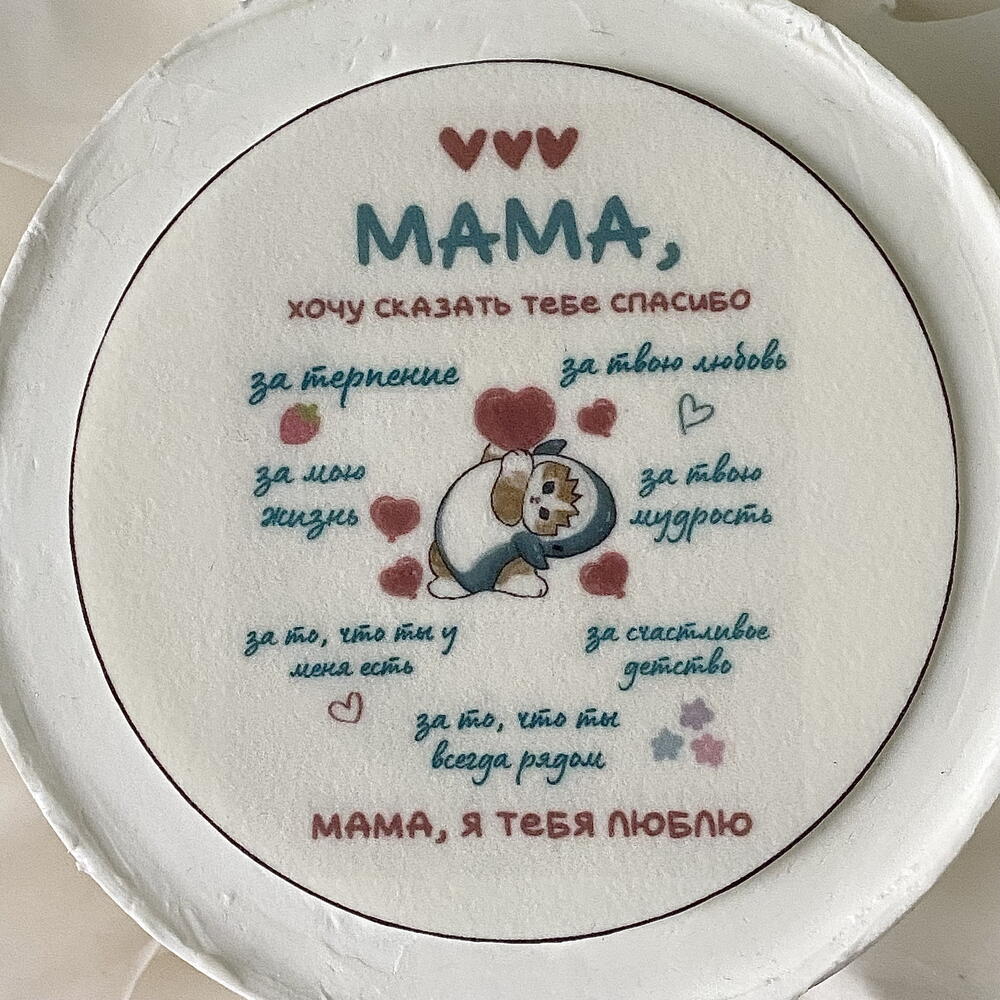 МАМА,
хочу сказать тебе спасибо
за терпение
за твою любовь
за мою
жизнь
за твою
мудрость
за то, что ты у
меня есть
за счастливое
детство
за то, что ты
всегда рядом
МАМА, Я ТЕБЯ ЛЮБЛЮ